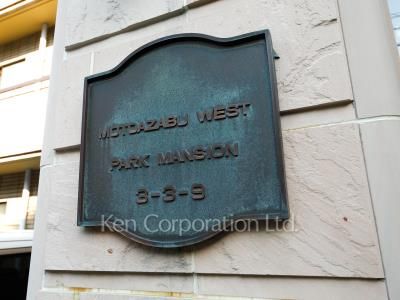 MOTOAZABU WEST
PARK MANSION
3-3-9
Ken Corporation Ltd.